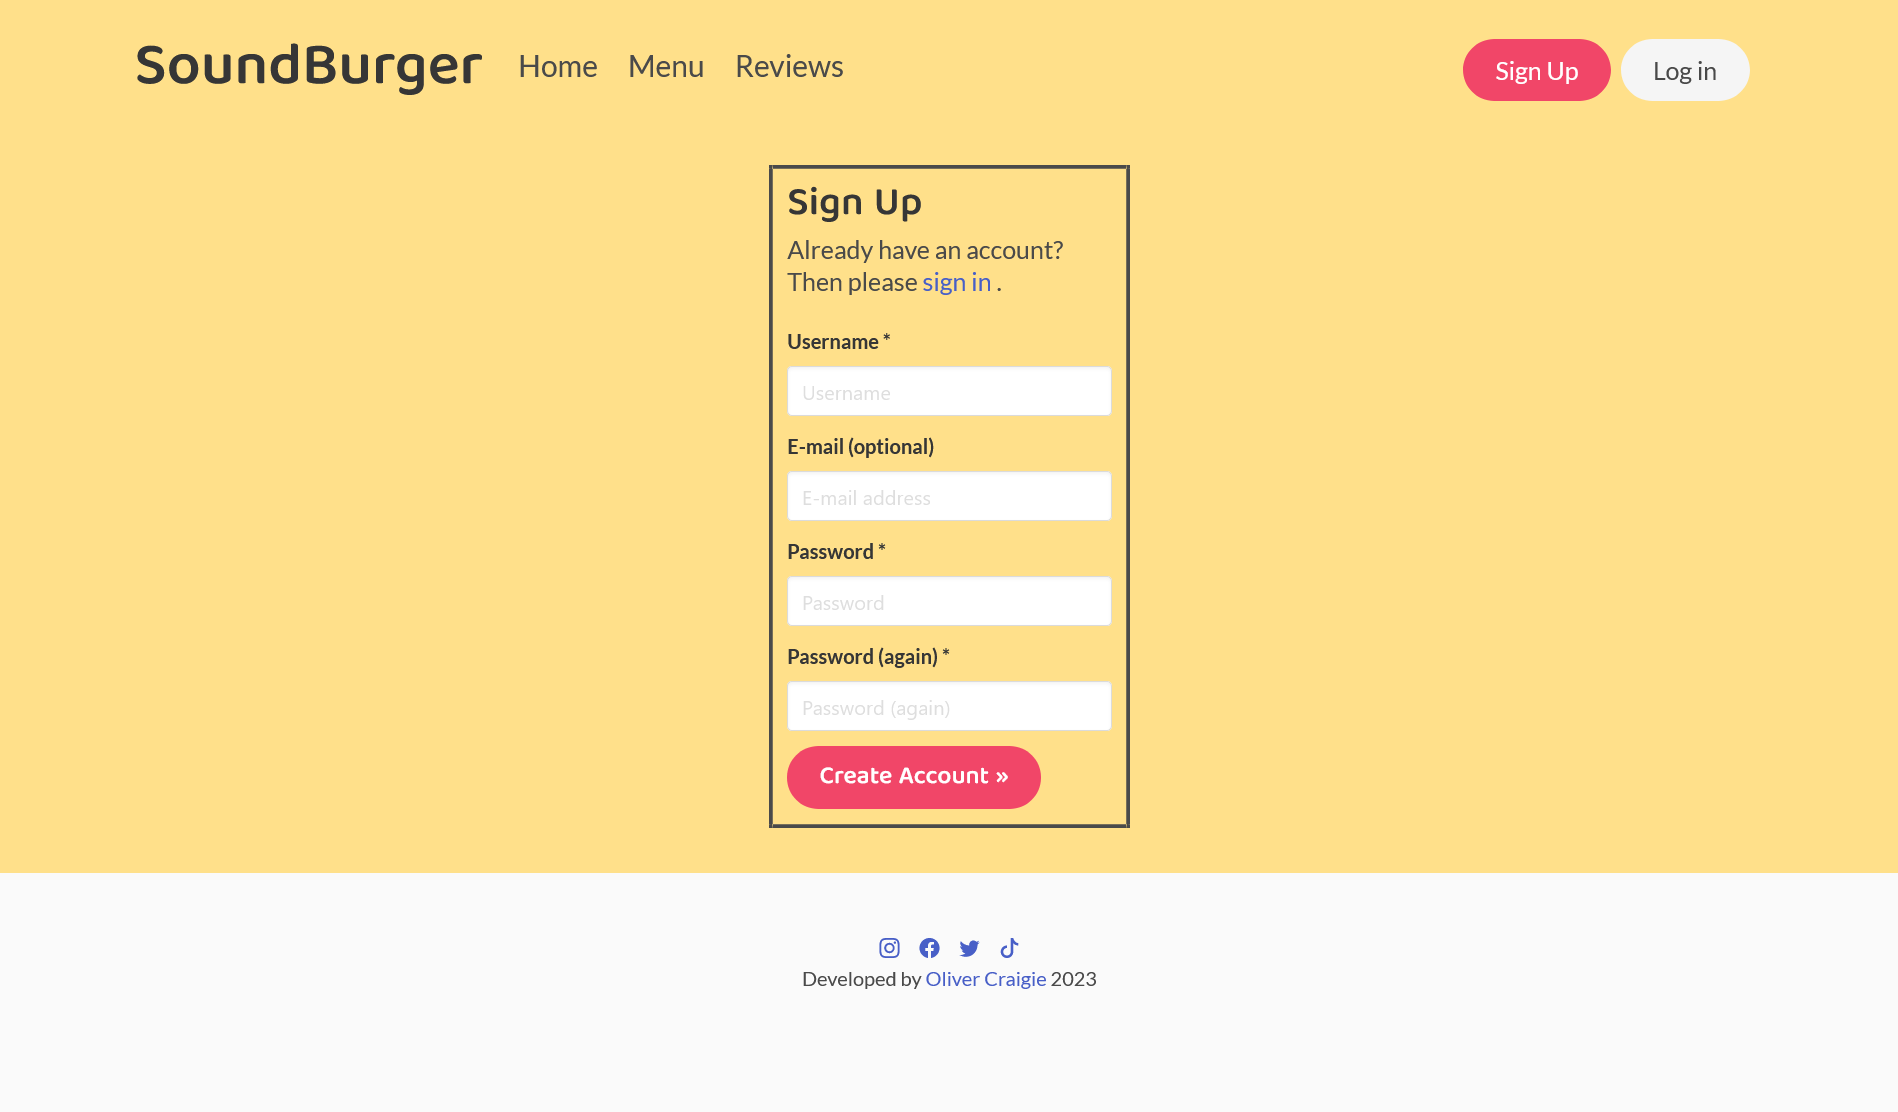 SoundBurger Home Menu Reviews Sign Up Log in
Sign Up
Already have an account?
Then please sign in .
Username *
Username
E-mail (optional)
E-mail address
Password *
Password
Password (again) *
Password (again)
Create Account »
Developed by Oliver Craigie 2023